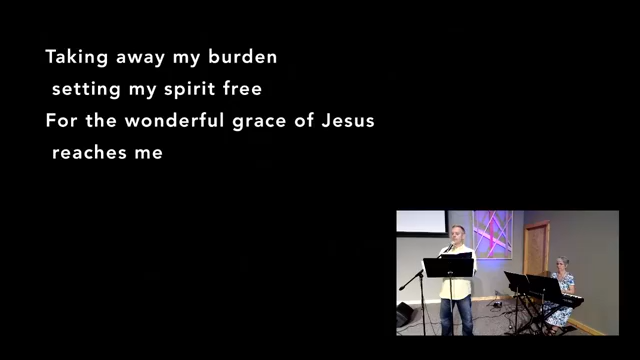 Taking away my burden
setting my spirit free
For the wonderful grace of Jesus
reaches me